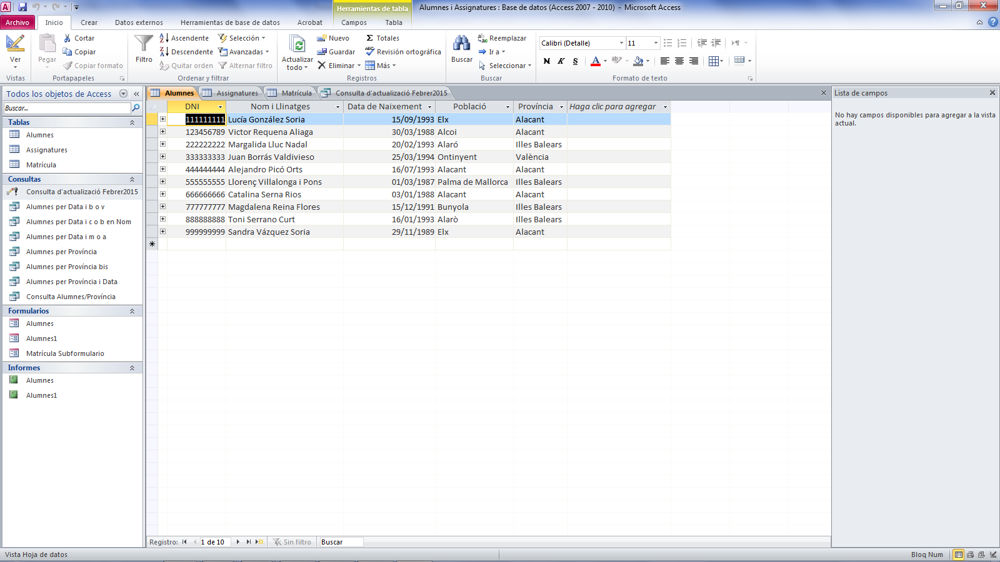 Herramientas de tabla
Alumnes i Assignatures : Base de datos (Access 2007 - 2010) - Microsoft Access
Archivo Inicio Crear Datos externos Herramientas de base de datos Acrobat Campos Tabla
Ver
Vistas
Pegar
Cortar
Copiar
Copiar formato
Portapapeles
Filtro
Ascendente
Descendente
Quitar orden
Selección
Avanzadas
Alternar filtro
Ordenar y filtrar
Actualizar
todo
Nuevo
Guardar
Eliminar
Totales
Revisión ortográfica
Más
Registros
Buscar
Reemplazar
Ir a
Seleccionar
Buscar
Calibri (Detalle) 11
N K S A ab
Formato de texto
Todos los objetos de Access
Buscar...
Tablas
Alumnes
Assignatures
Matrícula
Consultas
Consulta d'actualizació Febrer2015
Alumnes per Data i b o v
Alumnes per Data i c o b en Nom
Alumnes per Data i m o a
Alumnes per Província
Alumnes per Província bis
Alumnes per Província i Data
Consulta Alumnes/Província
Formularios
Alumnes
Alumnes1
Matrícula Subformulario
Informes
Alumnes
Alumnes1
Alumnes Assignatures Matrícula Consulta d'actualizació Febrer2015
DNI Nom i Llinatges Data de Naixement Població Província Haga clic para agregar
111111111 Lucía González Soria 15/09/1993 Elx Alacant
123456789 Victor Requena Aliaga 30/03/1988 Alcoi Alacant
222222222 Margalida Lluc Nadal 20/02/1993 Alaró Illes Balears
333333333 Juan Borrás Valdivieso 25/03/1994 Ontinyent València
444444444 Alejandro Picó Orts 16/07/1993 Alacant Alacant
555555555 Llorenç Villalonga i Pons 01/03/1987 Palma de Mallorca Illes Balears
666666666 Catalina Serna Rios 03/01/1988 Alacant Alacant
777777777 Magdalena Reina Flores 15/12/1991 Bunyola Illes Balears
888888888 Toni Serrano Curt 16/01/1993 Alarò Illes Balears
999999999 Sandra Vázquez Soria 29/11/1989 Elx Alacant
Lista de campos
No hay campos disponibles para agregar a la vista
actual.
Registro: 1 de 10 Sin filtro Buscar
Vista Hoja de datos
Bloq Num